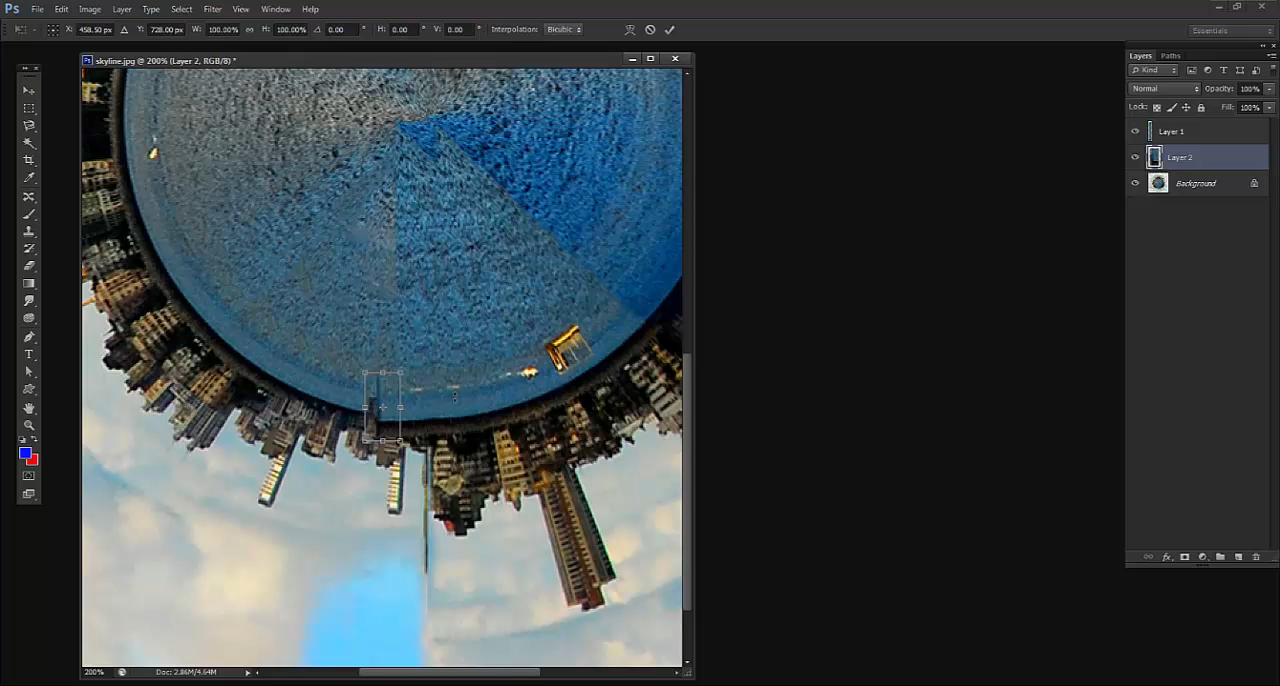 Ps File Edit Image Layer Type Select Filter View Window Help
X: 458.50 px Y: 728.00 px W: 100.00% H: 100.00% 0.00 ° H: 0.00 ° V: 0.00 ° Interpolation: Bicubic Essentials
Ps skyline.jpg @ 200% (Layer 2, RGB/8) *
Layers Paths
Kind
Normal Opacity: 100%
Lock: Fill: 100%
Layer 1
Layer 2
Background
T
fx
200% Doc: 2.86M/4.64M